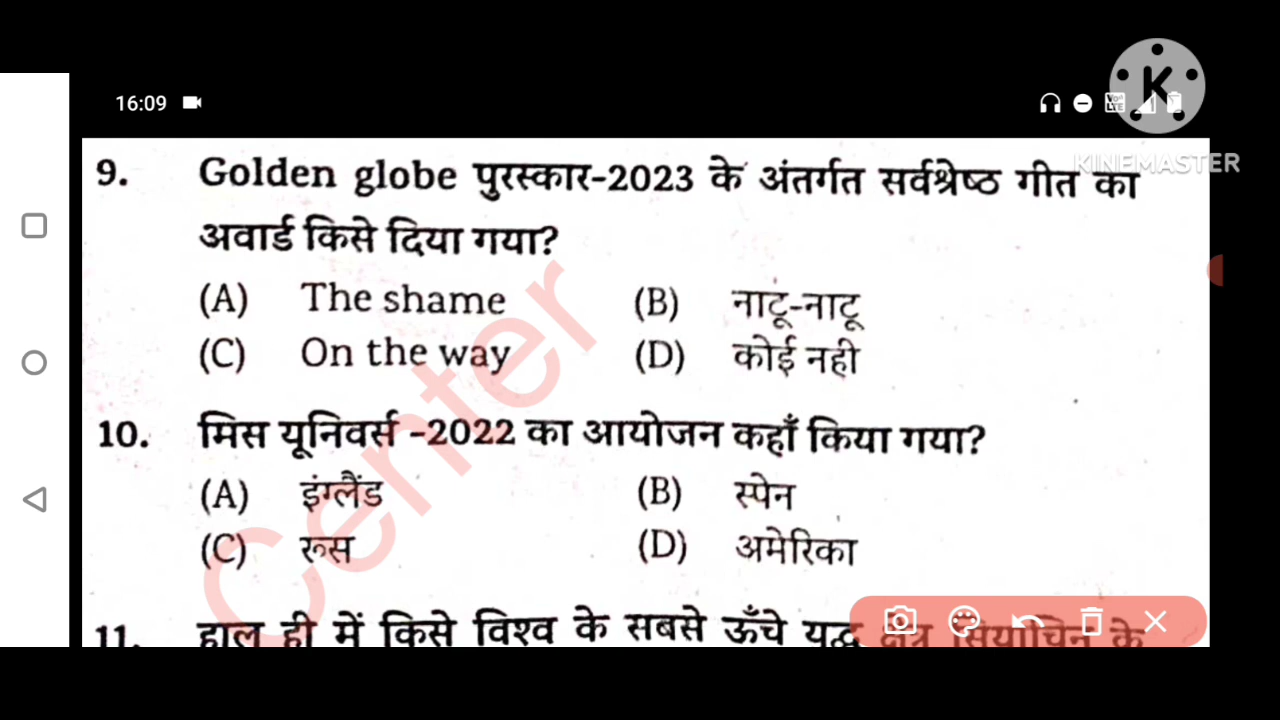 16:09
KINEMASTER
9. Golden globe पुरस्कार-2023 के अंतर्गत सर्वश्रेष्ठ गीत का
अवार्ड किसे दिया गया?
(A) The shame (B) नाटू-नाटू
(C) On the way (D) कोई नही
10. मिस यूनिवर्स -2022 का आयोजन कहाँ किया गया?
(A) इंग्लैंड (B) स्पेन
(C) रूस (D) अमेरिका
11. हाल ही में किसे विश्व के सबसे ऊँचे युद्ध क्षेत्र सियाचिन के
Center